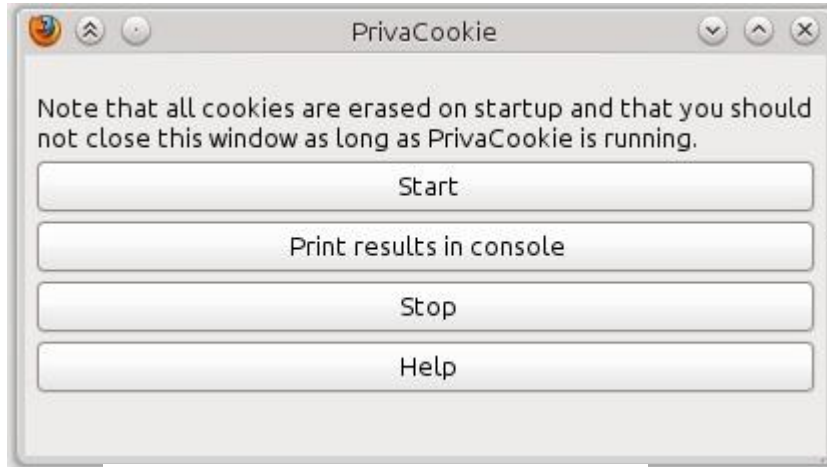 PrivaCookie
Note that all cookies are erased on startup and that you should
not close this window as long as PrivaCookie is running.
Start
Print results in console
Stop
Help